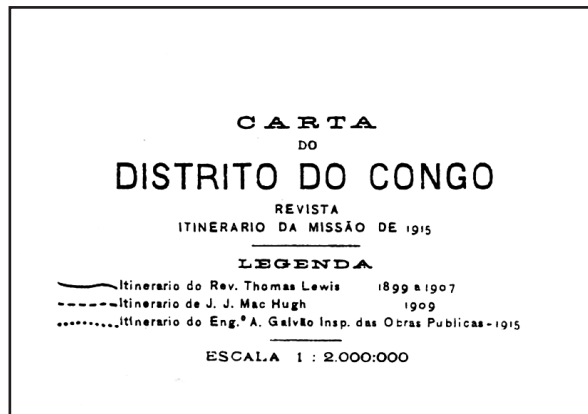 CARTA
DO
DISTRITO DO CONGO
REVISTA
ITINERARIO DA MISSÃO DE 1915
LEGENDA
Itinerario do Rev. Thomas Lewis 1899 a 1907
Itinerario de J. J. Mac Hugh 1909
Itinerario do Eng.º A. Galvão Insp. das Obras Publicas - 1915
ESCALA 1 : 2.000:000